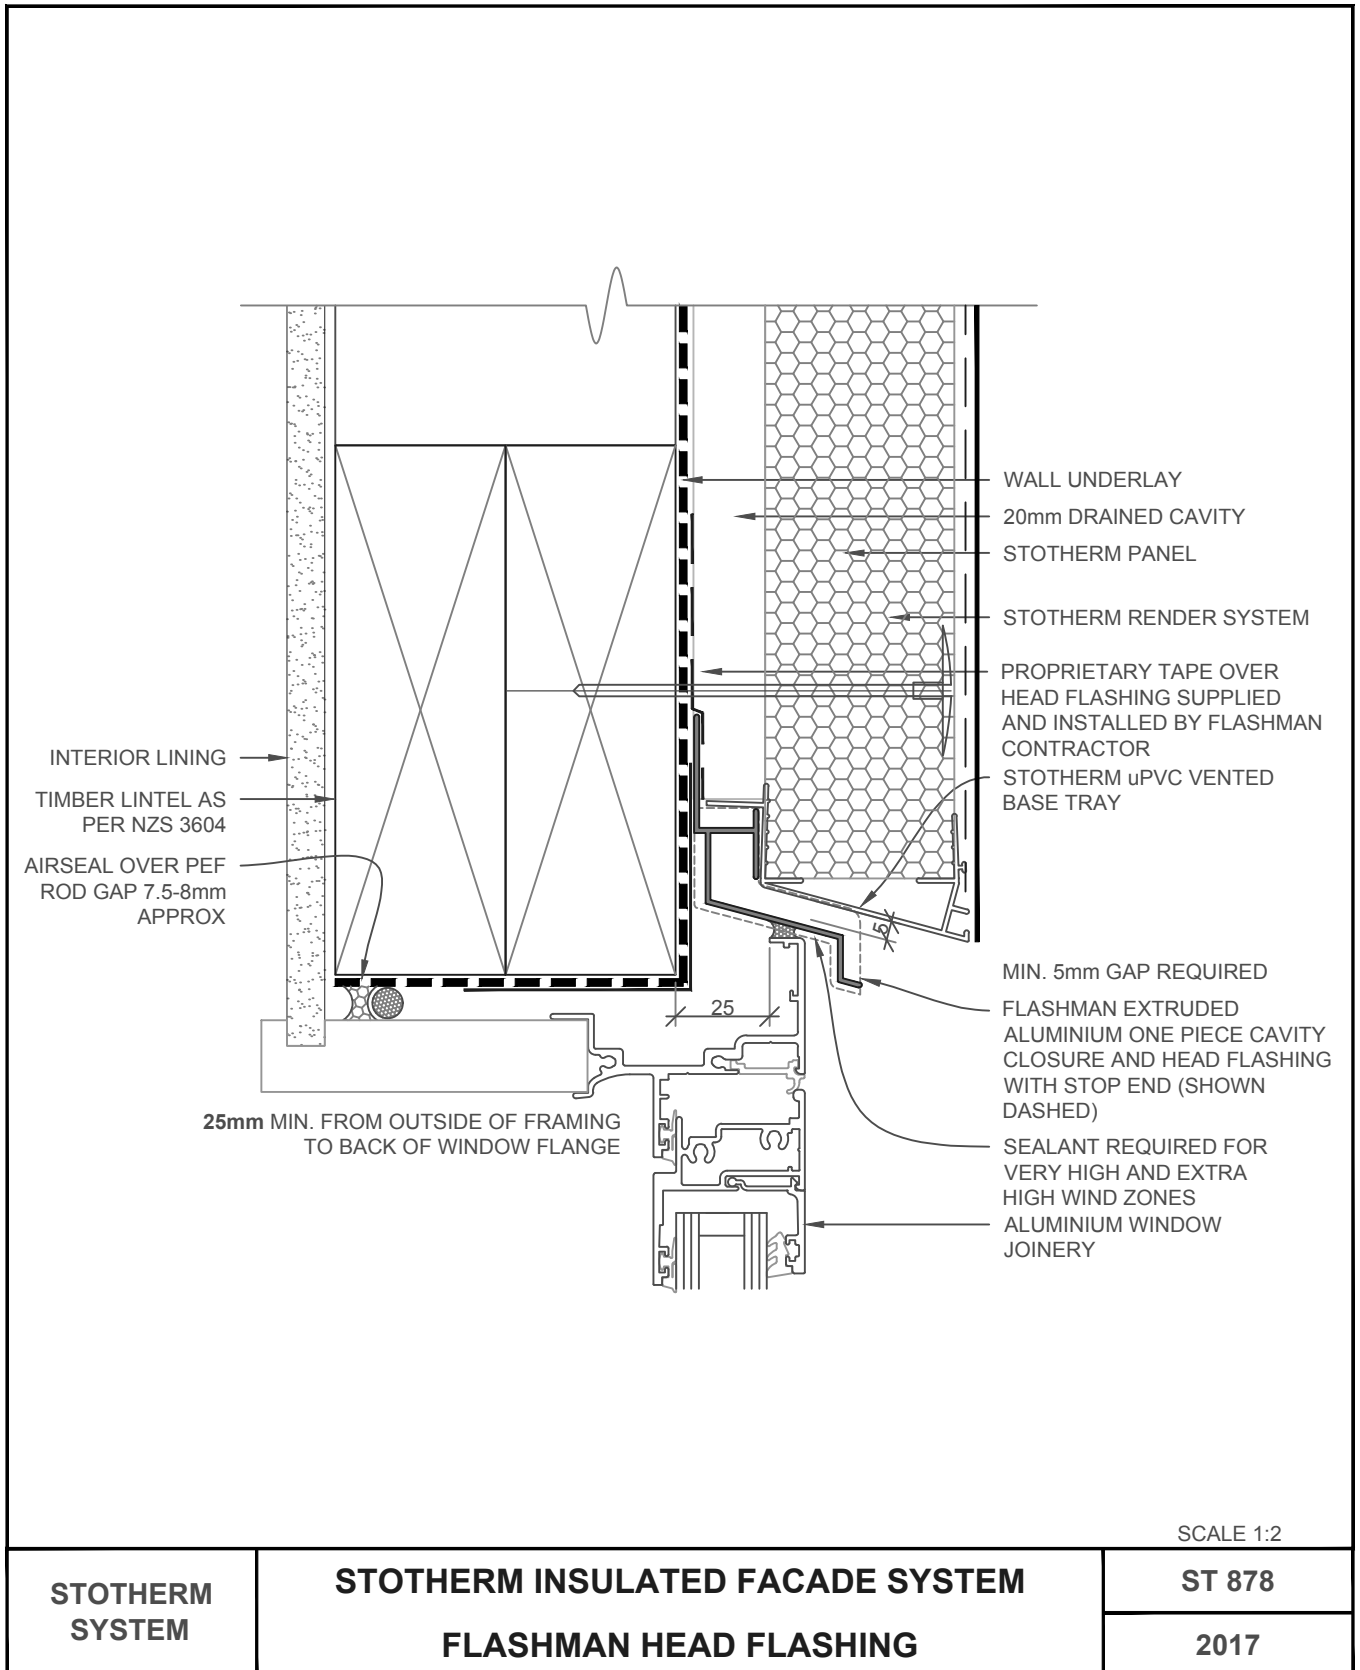 WALL UNDERLAY
20mm DRAINED CAVITY
STOTHERM PANEL
STOTHERM RENDER SYSTEM
PROPRIETARY TAPE OVER
HEAD FLASHING SUPPLIED
AND INSTALLED BY FLASHMAN
CONTRACTOR
STOTHERM uPVC VENTED
BASE TRAY
INTERIOR LINING
TIMBER LINTEL AS
PER NZS 3604
AIRSEAL OVER PEF
ROD GAP 7.5-8mm
APPROX
5
MIN. 5mm GAP REQUIRED
FLASHMAN EXTRUDED
ALUMINIUM ONE PIECE CAVITY
CLOSURE AND HEAD FLASHING
WITH STOP END (SHOWN
DASHED)
25
25mm MIN. FROM OUTSIDE OF FRAMING
TO BACK OF WINDOW FLANGE
SEALANT REQUIRED FOR
VERY HIGH AND EXTRA
HIGH WIND ZONES
ALUMINIUM WINDOW
JOINERY
SCALE 1:2
STOTHERM
SYSTEM
STOTHERM INSULATED FACADE SYSTEM
FLASHMAN HEAD FLASHING
ST 878
2017